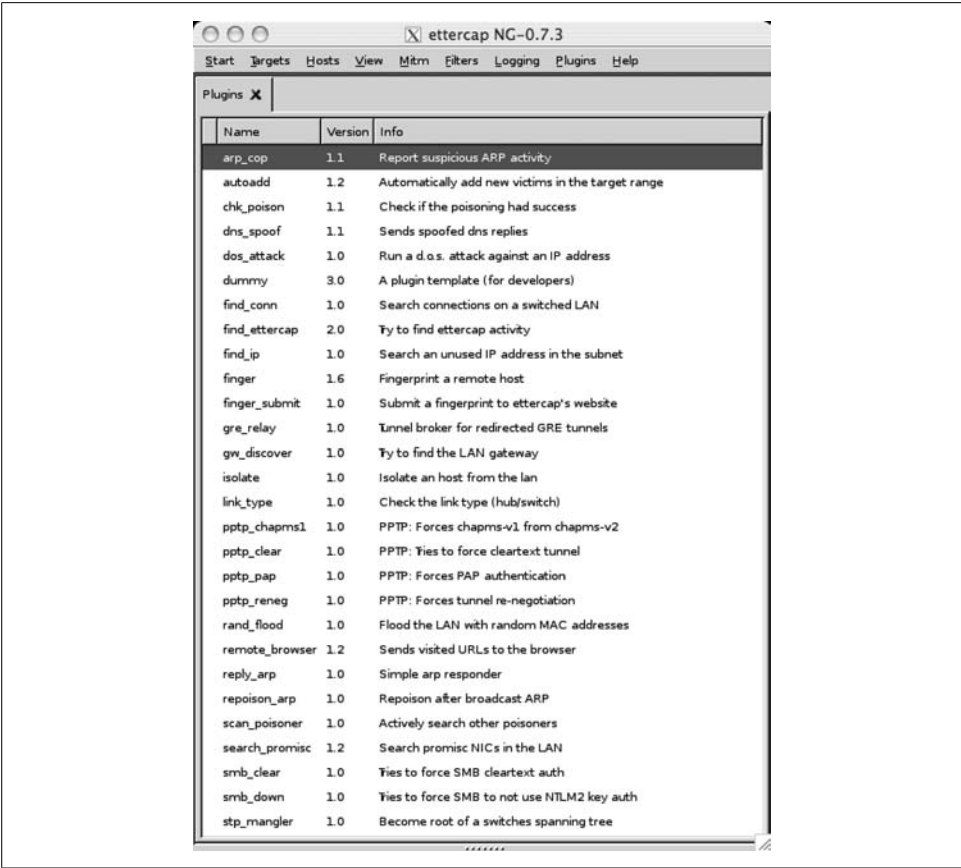 ettercap NG-0.7.3
Start Targets Hosts View Mitm Filters Logging Plugins Help
Plugins
Name Version Info
arp_cop 1.1 Report suspicious ARP activity
autoadd 1.2 Automatically add new victims in the target range
chk_poison 1.1 Check if the poisoning had success
dns_spoof 1.1 Sends spoofed dns replies
dos_attack 1.0 Run a d.o.s. attack against an IP address
dummy 3.0 A plugin template (for developers)
find_conn 1.0 Search connections on a switched LAN
find_ettercap 2.0 Try to find ettercap activity
find_ip 1.0 Search an unused IP address in the subnet
finger 1.6 Fingerprint a remote host
finger_submit 1.0 Submit a fingerprint to ettercap's website
gre_relay 1.0 Tunnel broker for redirected GRE tunnels
gw_discover 1.0 Try to find the LAN gateway
isolate 1.0 Isolate an host from the lan
link_type 1.0 Check the link type (hub/switch)
pptp_chapms1 1.0 PPTP: Forces chapms-v1 from chapms-v2
pptp_clear 1.0 PPTP: Tries to force cleartext tunnel
pptp_pap 1.0 PPTP: Forces PAP authentication
pptp_reneg 1.0 PPTP: Forces tunnel re-negotiation
rand_flood 1.0 Flood the LAN with random MAC addresses
remote_browser 1.2 Sends visited URLs to the browser
reply_arp 1.0 Simple arp responder
repoison_arp 1.0 Repoison after broadcast ARP
scan_poisoner 1.0 Actively search other poisoners
search_promisc 1.2 Search promisc NICs in the LAN
smb_clear 1.0 Tries to force SMB cleartext auth
smb_down 1.0 Tries to force SMB to not use NTLM2 key auth
stp_mangler 1.0 Become root of a switches spanning tree